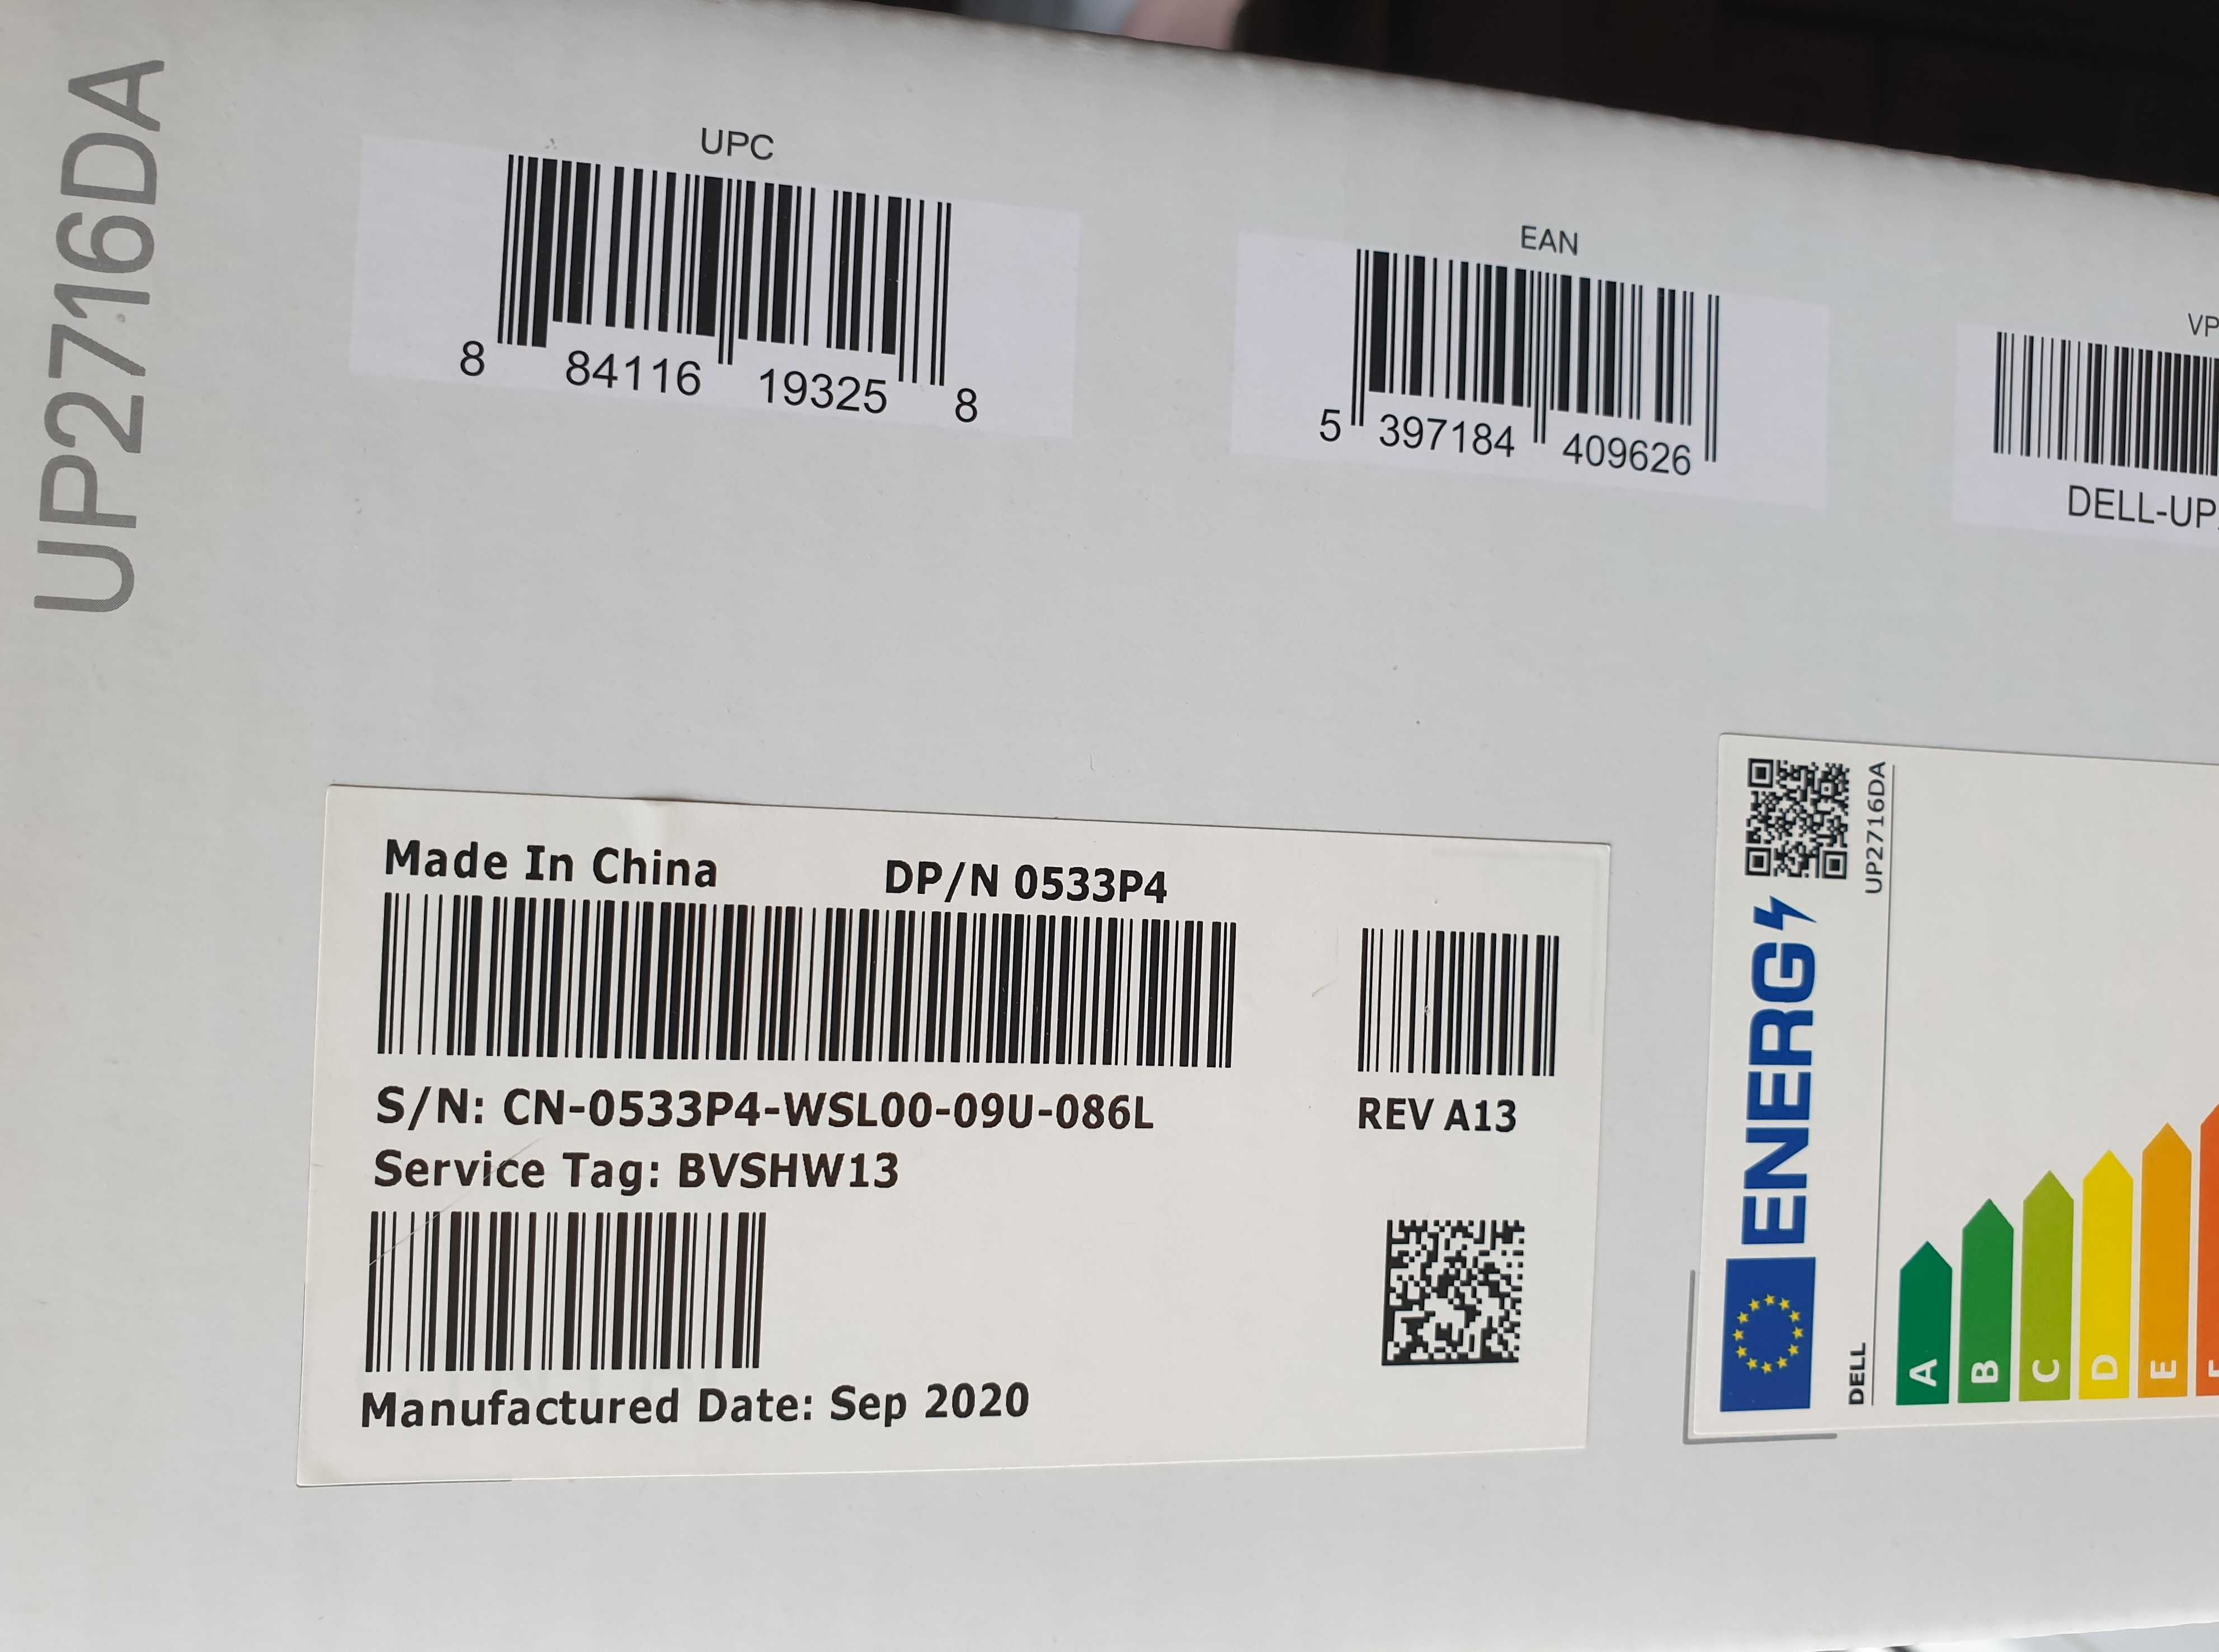 UP2716DA
UPC
8 84116 19325 8
EAN
5 397184 409626
VP
DELL-UP
Made In China DP/N 0533P4
S/N: CN-0533P4-WSL00-09U-086L
REV A13
Service Tag: BVSHW13
Manufactured Date: Sep 2020
ENERG
UP2716DA
DELL
A
B
C
D
E